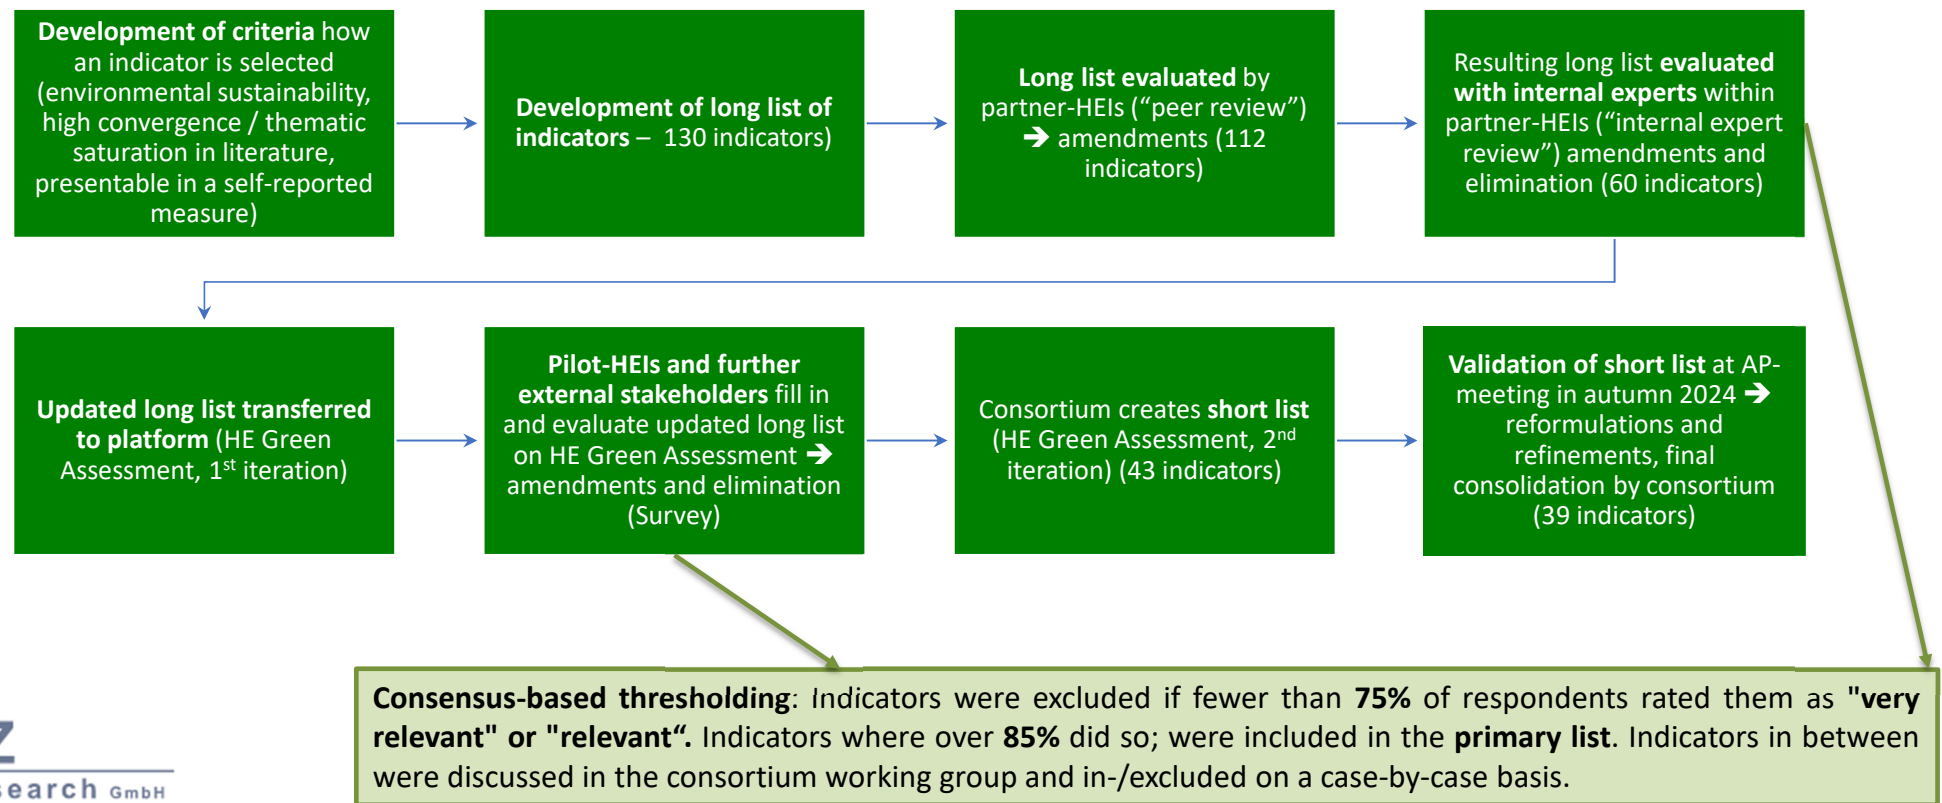 Development of criteria how
an indicator is selected
(environmental sustainability,
high convergence / thematic
saturation in literature,
presentable in a self-reported
measure)
Development of long list of
indicators – 130 indicators)
Long list evaluated by
partner-HEIs (“peer review”)
➔ amendments (112
indicators)
Resulting long list evaluated
with internal experts within
partner-HEIs (“internal expert
review”) amendments and
elimination (60 indicators)
Updated long list transferred
to platform (HE Green
Assessment, 1st iteration)
Pilot-HEIs and further
external stakeholders fill in
and evaluate updated long list
on HE Green Assessment ➔
amendments and elimination
(Survey)
Consortium creates short list
(HE Green Assessment, 2nd
iteration) (43 indicators)
Validation of short list at AP-
meeting in autumn 2024 ➔
reformulations and
refinements, final
consolidation by consortium
(39 indicators)
Consensus-based thresholding: Indicators were excluded if fewer than 75% of respondents rated them as "very
relevant" or "relevant“. Indicators where over 85% did so; were included in the primary list. Indicators in between
were discussed in the consortium working group and in-/excluded on a case-by-case basis.
GmbH